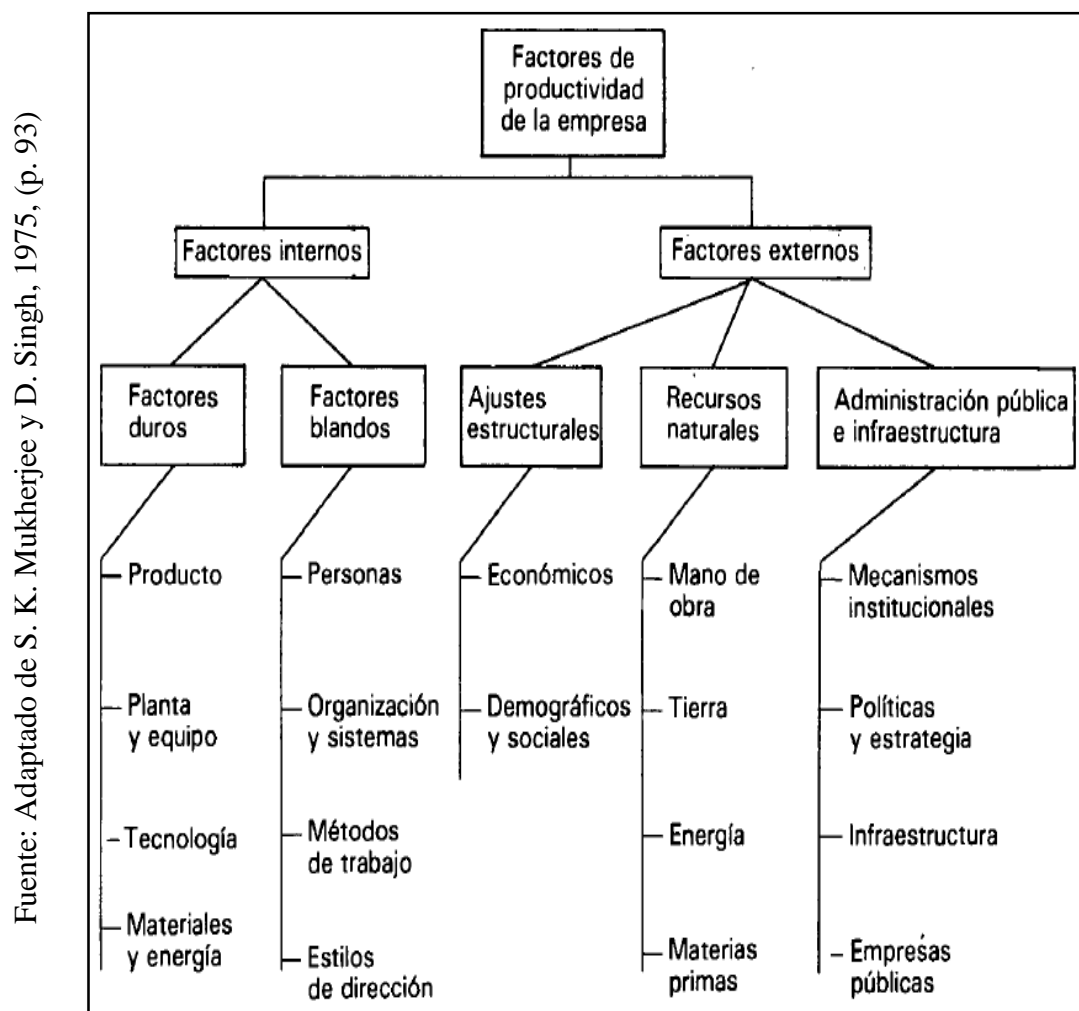 Fuente: Adaptado de S. K. Mukherjee y D. Singh, 1975, (p. 93)
Factores de
productividad
de la empresa
Factores internos
Factores externos
Factores
duros
Factores
blandos
Ajustes
estructurales
Recursos
naturales
Administración pública
e infraestructura
Producto
Planta
y equipo
Tecnología
Materiales
y energía
Personas
Organización
y sistemas
Métodos
de trabajo
Estilos
de dirección
Económicos
Demográficos
y sociales
Mano de
obra
Tierra
Energía
Materias
primas
Mecanismos
institucionales
Políticas
y estrategia
Infraestructura
Empresas
públicas